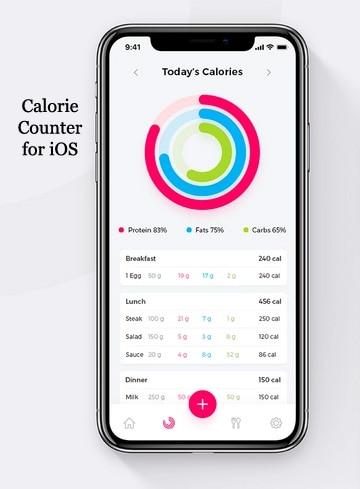 9:41
Today's Calories
Calorie
Counter
for iOS
Protein 83%
Fats 75%
Carbs 65%
Breakfast 240 cal
1 Egg 50 g 19 g 17 g 2 g 240 cal
Lunch 456 cal
Steak 100 g 21 g 7 g 1 g 250 cal
Salad 150 g 5 g 3 g 8 g 120 cal
Sauce 20 g 4 g 8 g 32 g 86 cal
Dinner 150 cal
Milk 250 g 50 g 150 cal